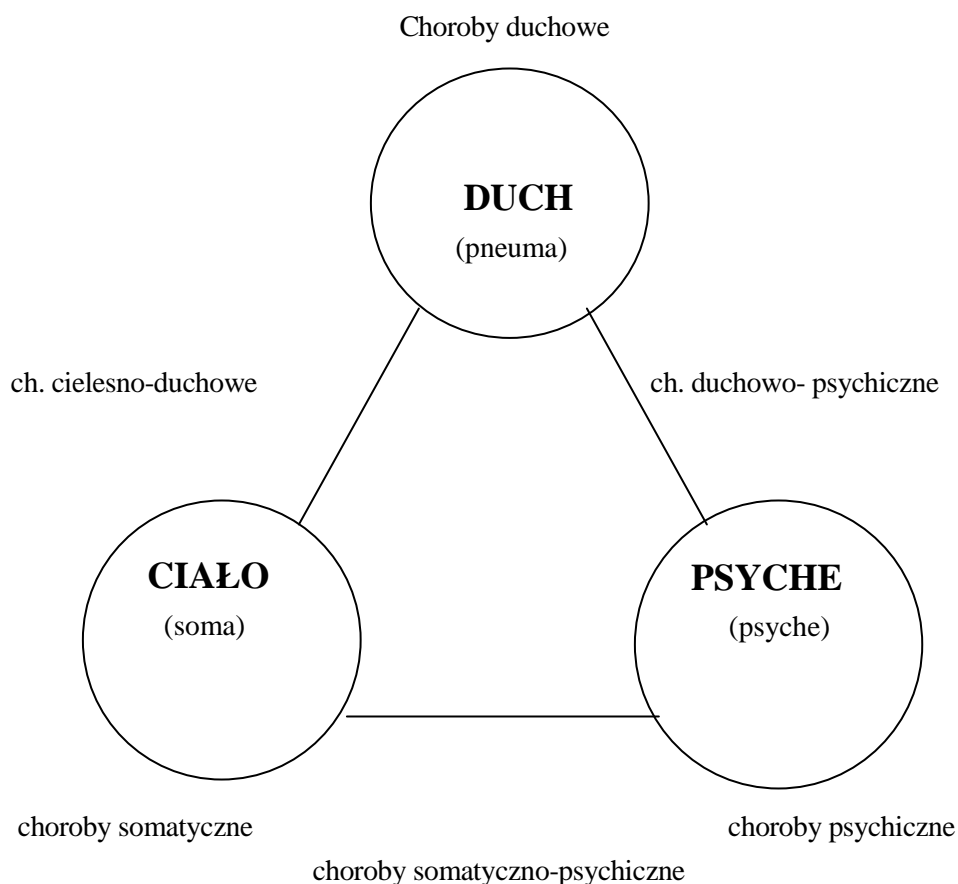 Choroby duchowe
DUCH
(pneuma)
ch. cielesno-duchowe
ch. duchowo- psychiczne
CIAŁO
(soma)
PSYCHE
(psyche)
choroby somatyczne
choroby psychiczne
choroby somatyczno-psychiczne